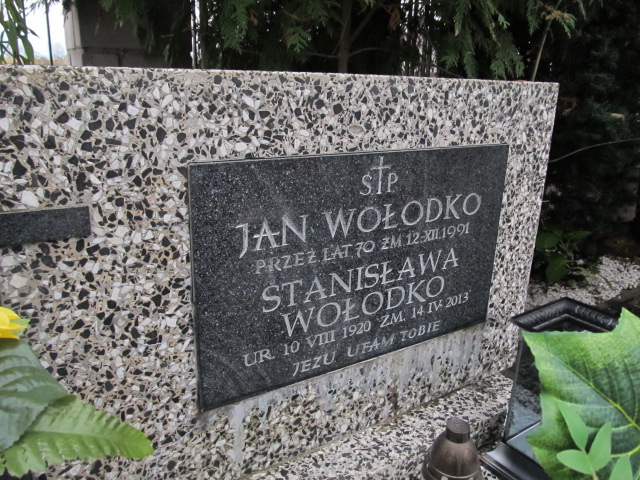 S†P
JAN WOŁODKO
PRZEŻ LAT 70 ZM. 12.XII.1991
STANISŁAWA
WOŁODKO
UR. 10 VIII 1920 ZM. 14 IV 2013
JEZU, UFAM TOBIE